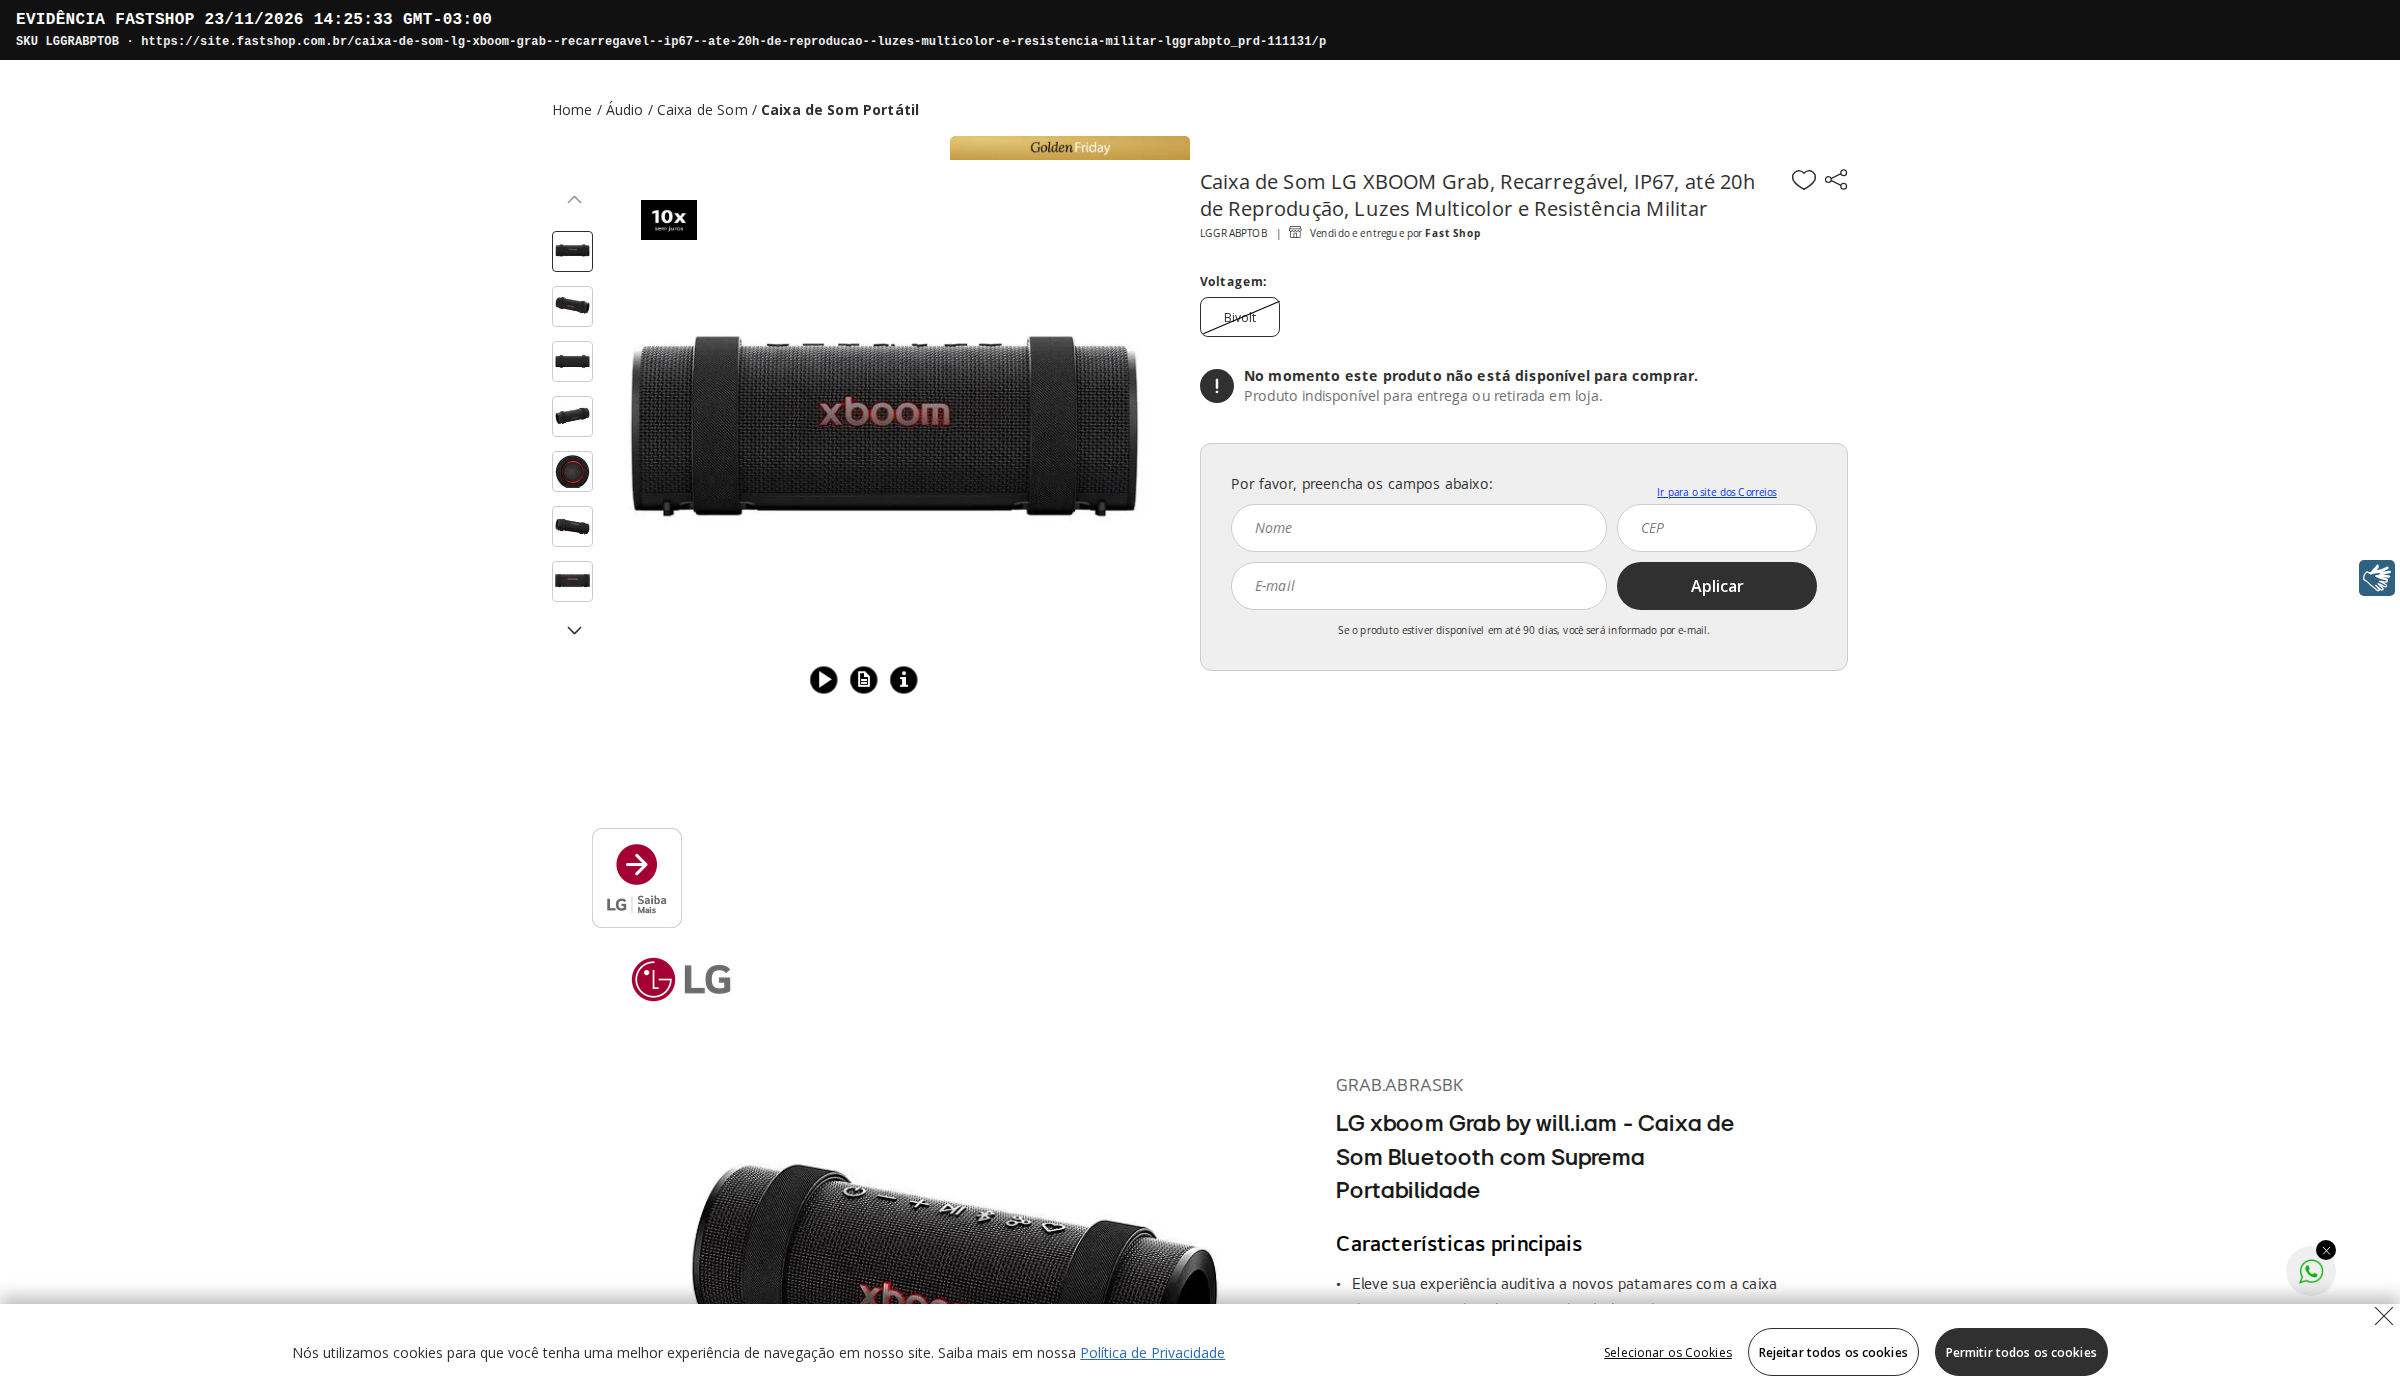 EVIDÊNCIA FASTSHOP 23/11/2026 14:25:33 GMT-03:00
SKU LGGRABPTOB · https://site.fastshop.com.br/caixa-de-som-lg-xboom-grab--recarregavel--ip67--ate-20h-de-reproducao--luzes-multicolor-e-resistencia-militar-lggrabpto_prd-111131/p
Home / Áudio / Caixa de Som / Caixa de Som Portátil
Golden Friday
Caixa de Som LG XBOOM Grab, Recarregável, IP67, até 20h
de Reprodução, Luzes Multicolor e Resistência Militar
LGGRABPTOB | Vendido e entregue por Fast Shop
10x
sem juros
Voltagem:
Bivolt
No momento este produto não está disponível para comprar.
Produto indisponível para entrega ou retirada em loja.
xboom
Por favor, preencha os campos abaixo:
Ir para o site dos Correios
Nome
CEP
E-mail
Aplicar
Se o produto estiver disponível em até 90 dias, você será informado por e-mail.
LG | Saiba
Mais
LG
GRAB.ABRASBK
LG xboom Grab by will.i.am - Caixa de
Som Bluetooth com Suprema
Portabilidade
Características principais
• Eleve sua experiência auditiva a novos patamares com a caixa
Nós utilizamos cookies para que você tenha uma melhor experiência de navegação em nosso site. Saiba mais em nossa Política de Privacidade
Selecionar os Cookies
Rejeitar todos os cookies
Permitir todos os cookies